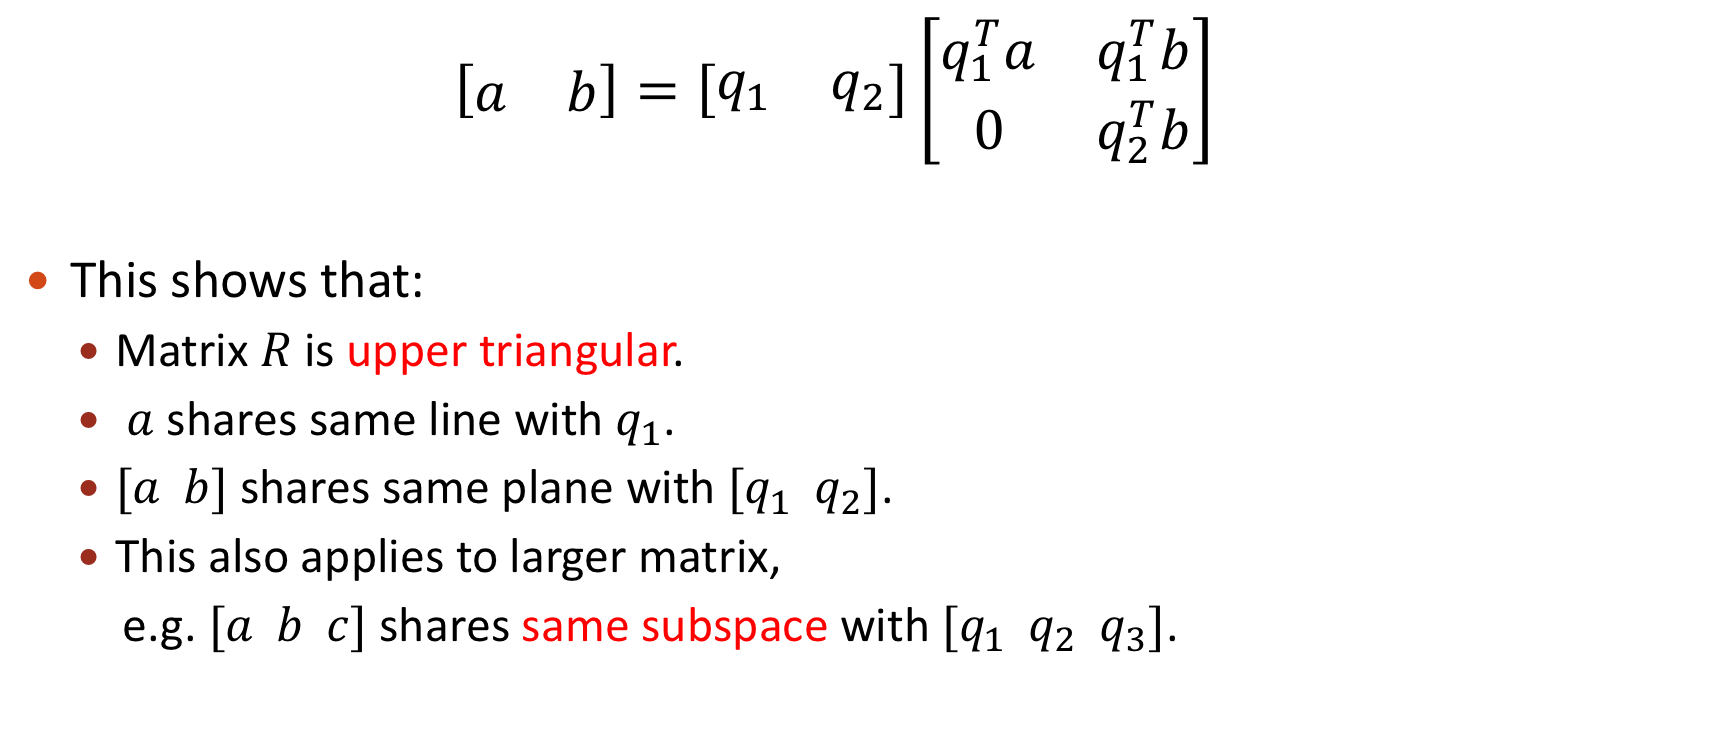 [a b] = [q₁ q₂] [q₁ᵀa q₁ᵀb
0 q₂ᵀb]
• This shows that:
• Matrix R is upper triangular.
• a shares same line with q₁.
• [a b] shares same plane with [q₁ q₂].
• This also applies to larger matrix,
e.g. [a b c] shares same subspace with [q₁ q₂ q₃].